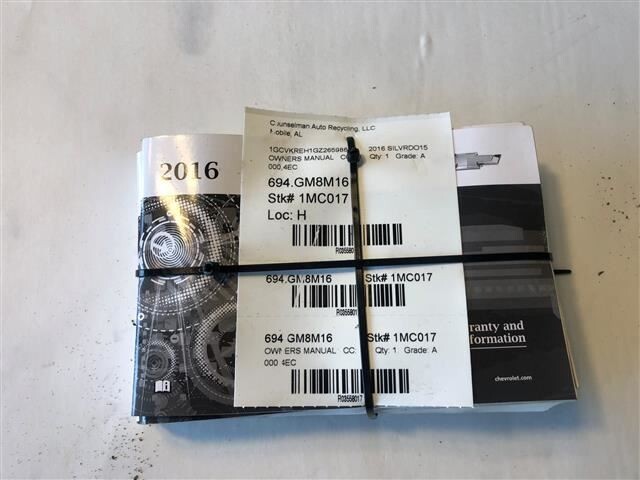 2016
Counselman Auto Recycling, LLC
Mobile, AL
2016 SILVRDO15
OWNERS MANUAL Qty: 1 Grade: A
694.GM8M16
Stk# 1MC017
Loc: H
694.GM8M16 Stk# 1MC017
694.GM8M16 Stk# 1MC017
OWNERS MANUAL Qty: 1 Grade: A
R03558017
ranty and
formation
chevrolet.com